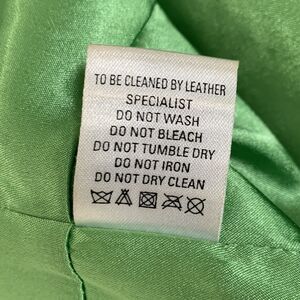 TO BE CLEANED BY LEATHER
SPECIALIST
DO NOT WASH
DO NOT BLEACH
DO NOT TUMBLE DRY
DO NOT IRON
DO NOT DRY CLEAN